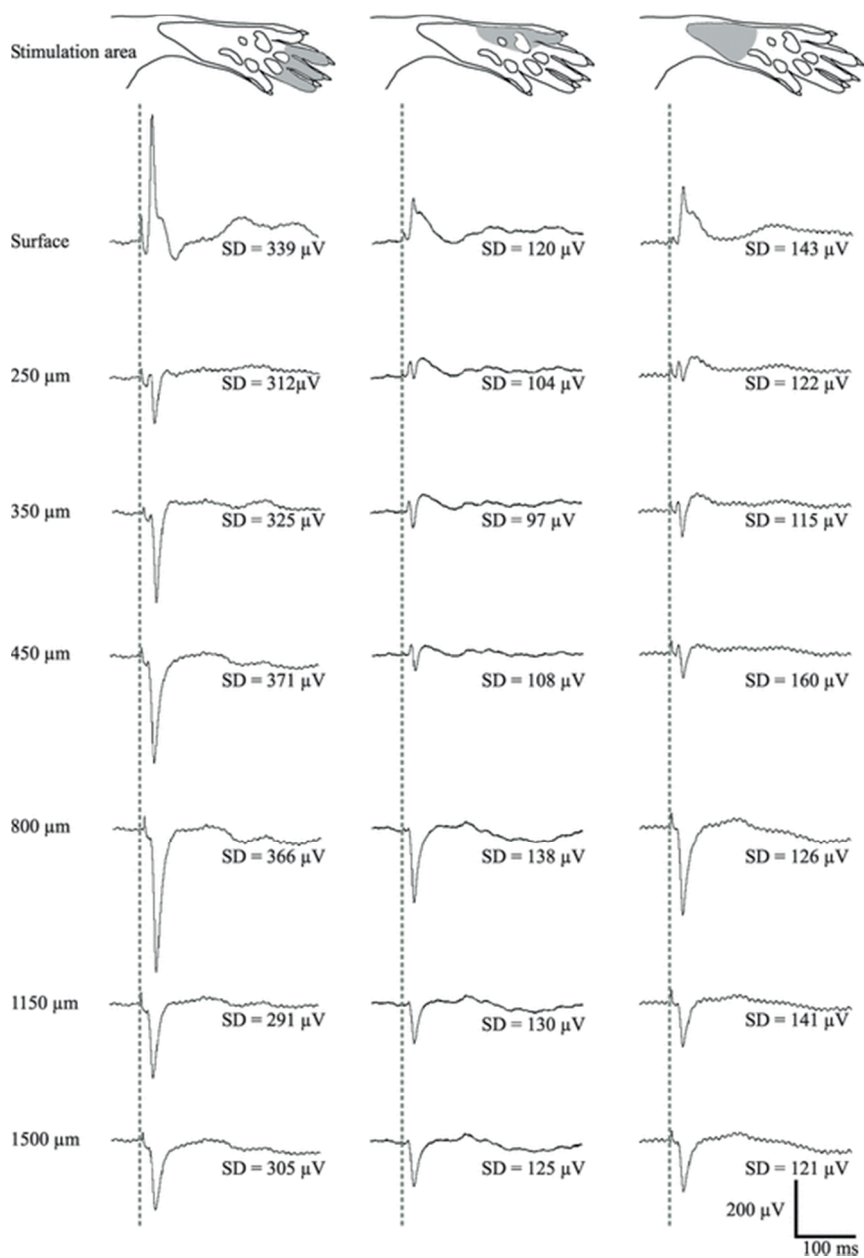 Stimulation area
Surface
SD = 339 µV
SD = 120 µV
SD = 143 µV
250 µm
SD = 312µV
SD = 104 µV
SD = 122 µV
350 µm
SD = 325 µV
SD = 97 µV
SD = 115 µV
450 µm
SD = 371 µV
SD = 108 µV
SD = 160 µV
800 µm
SD = 366 µV
SD = 138 µV
SD = 126 µV
1150 µm
SD = 291 µV
SD = 130 µV
SD = 141 µV
1500 µm
SD = 305 µV
SD = 125 µV
SD = 121 µV
200 µV
100 ms